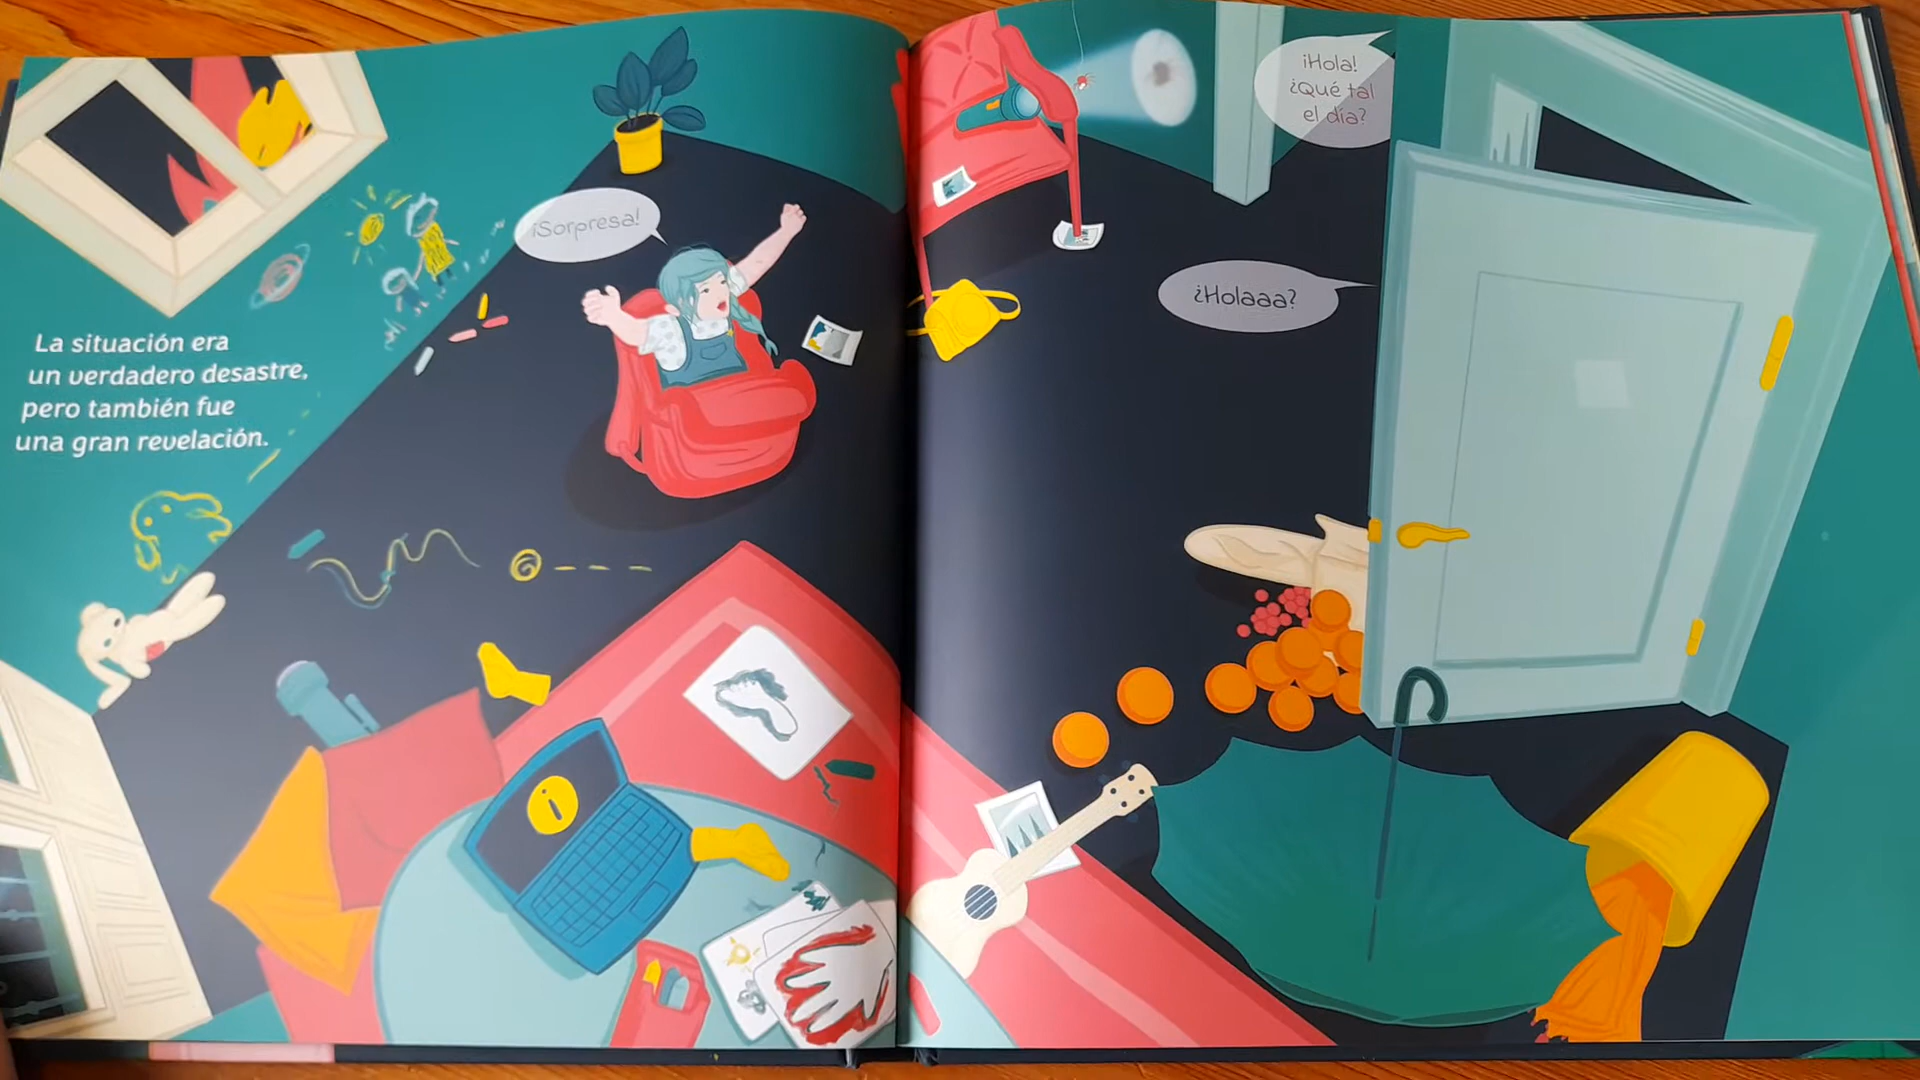 La situación era
un verdadero desastre,
pero también fue
una gran revelación.
¡Sorpresa!
¡Hola!
¿Qué tal
el día?
¿Holaaa?